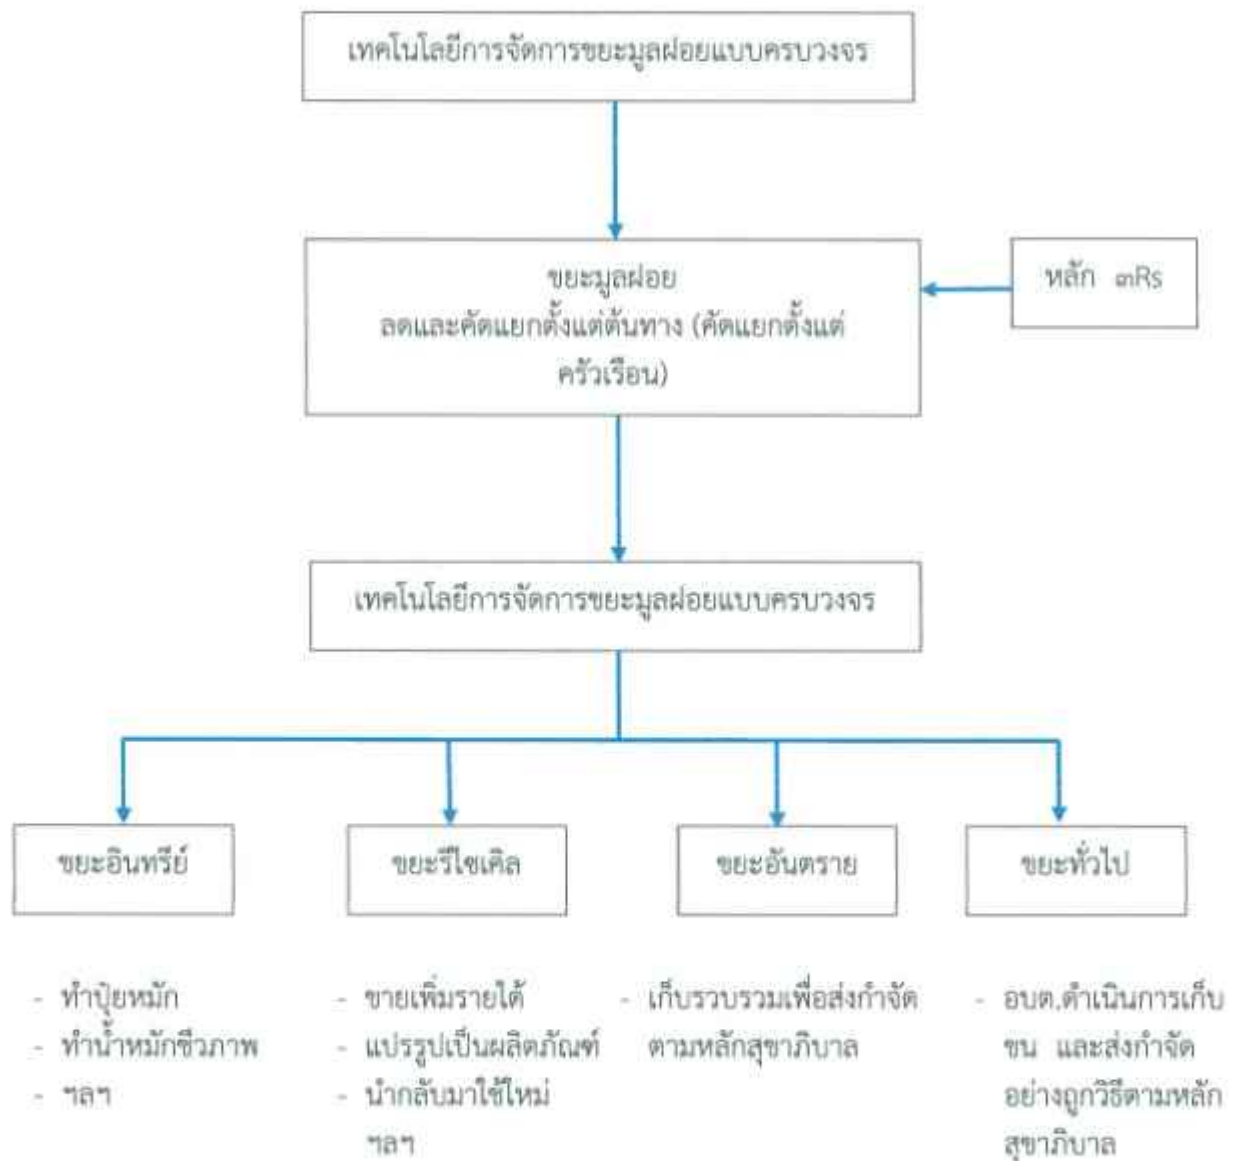 เทคโนโลยีการจัดการขยะมูลฝอยแบบครบวงจร
ขยะมูลฝอย
ลดและคัดแยกตั้งแต่ต้นทาง (คัดแยกตั้งแต่
ครัวเรือน)
หลัก ๓Rs
เทคโนโลยีการจัดการขยะมูลฝอยแบบครบวงจร
ขยะอินทรีย์
ขยะรีไซเคิล
ขยะอันตราย
ขยะทั่วไป
- ทำปุ๋ยหมัก
- ทำน้ำหมักชีวภาพ
- ฯลฯ
- ขายเพิ่มรายได้
- แปรรูปเป็นผลิตภัณฑ์
- นำกลับมาใช้ใหม่
ฯลฯ
- เก็บรวบรวมเพื่อส่งกำจัด
ตามหลักสุขาภิบาล
- อบต.ดำเนินการเก็บ
ขน และส่งกำจัด
อย่างถูกวิธีตามหลัก
สุขาภิบาล